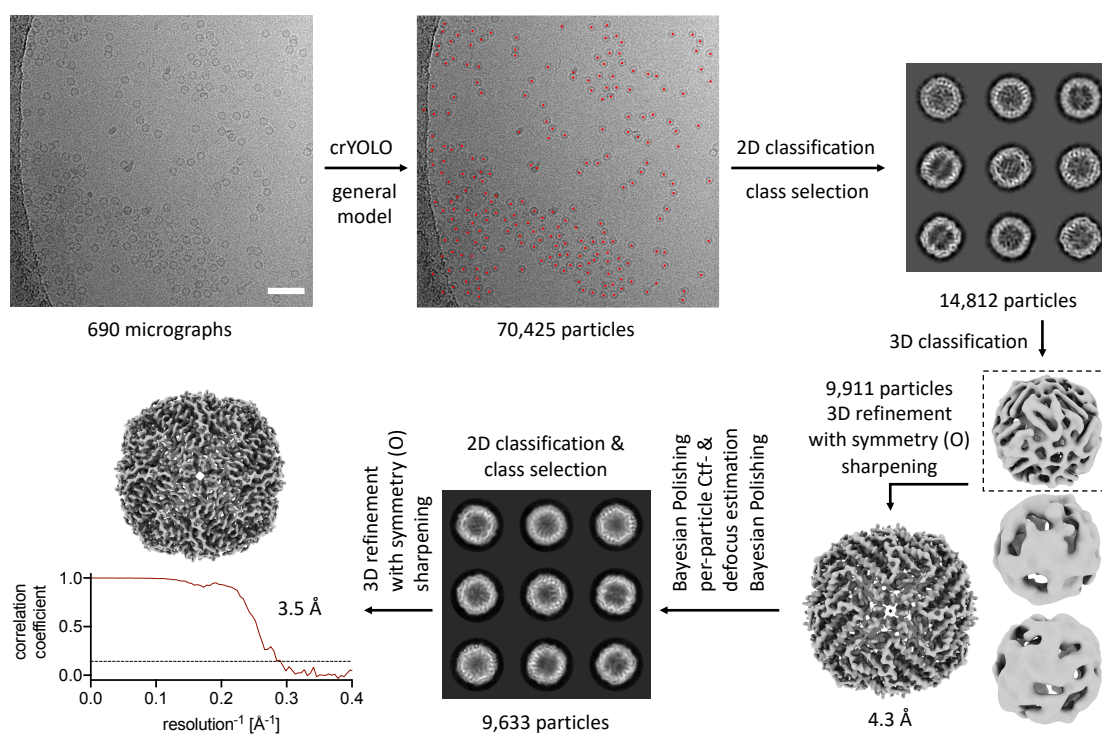 crYOLO
general
model
2D classification
class selection
690 micrographs
70,425 particles
14,812 particles
3D classification
9,911 particles
3D refinement
with symmetry (O)
sharpening
4.3 Å
Bayesian Polishing
per-particle Ctf- &
defocus estimation
Bayesian Polishing
2D classification &
class selection
9,633 particles
3D refinement
with symmetry (O)
sharpening
3.5 Å
correlation
coefficient
1.0
0.5
0.0
0.0 0.1 0.2 0.3 0.4
resolution⁻¹ [Å⁻¹]